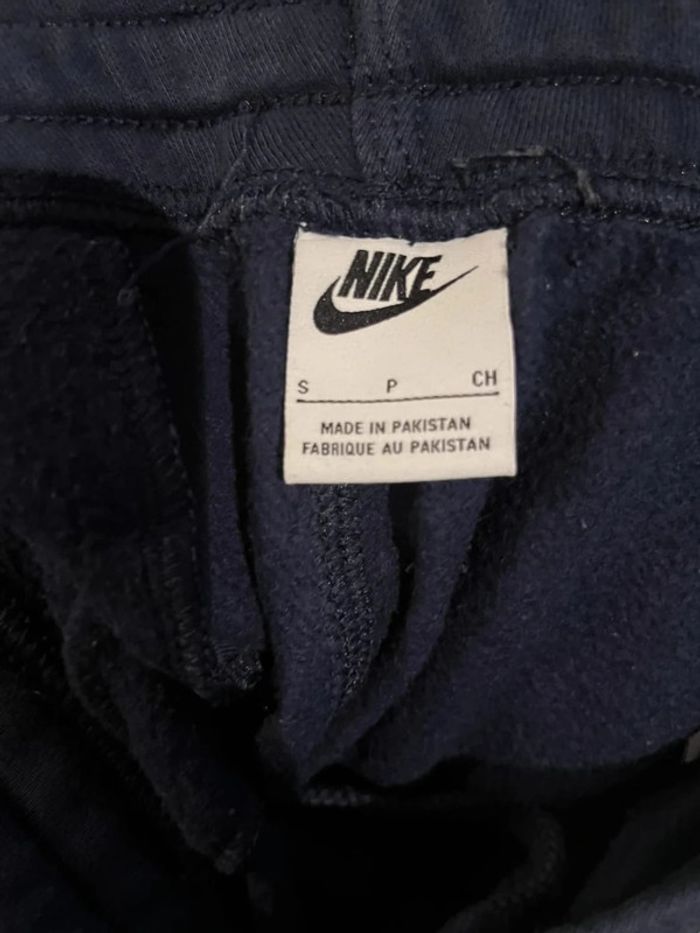 NIKE
S P CH
MADE IN PAKISTAN
FABRIQUE AU PAKISTAN